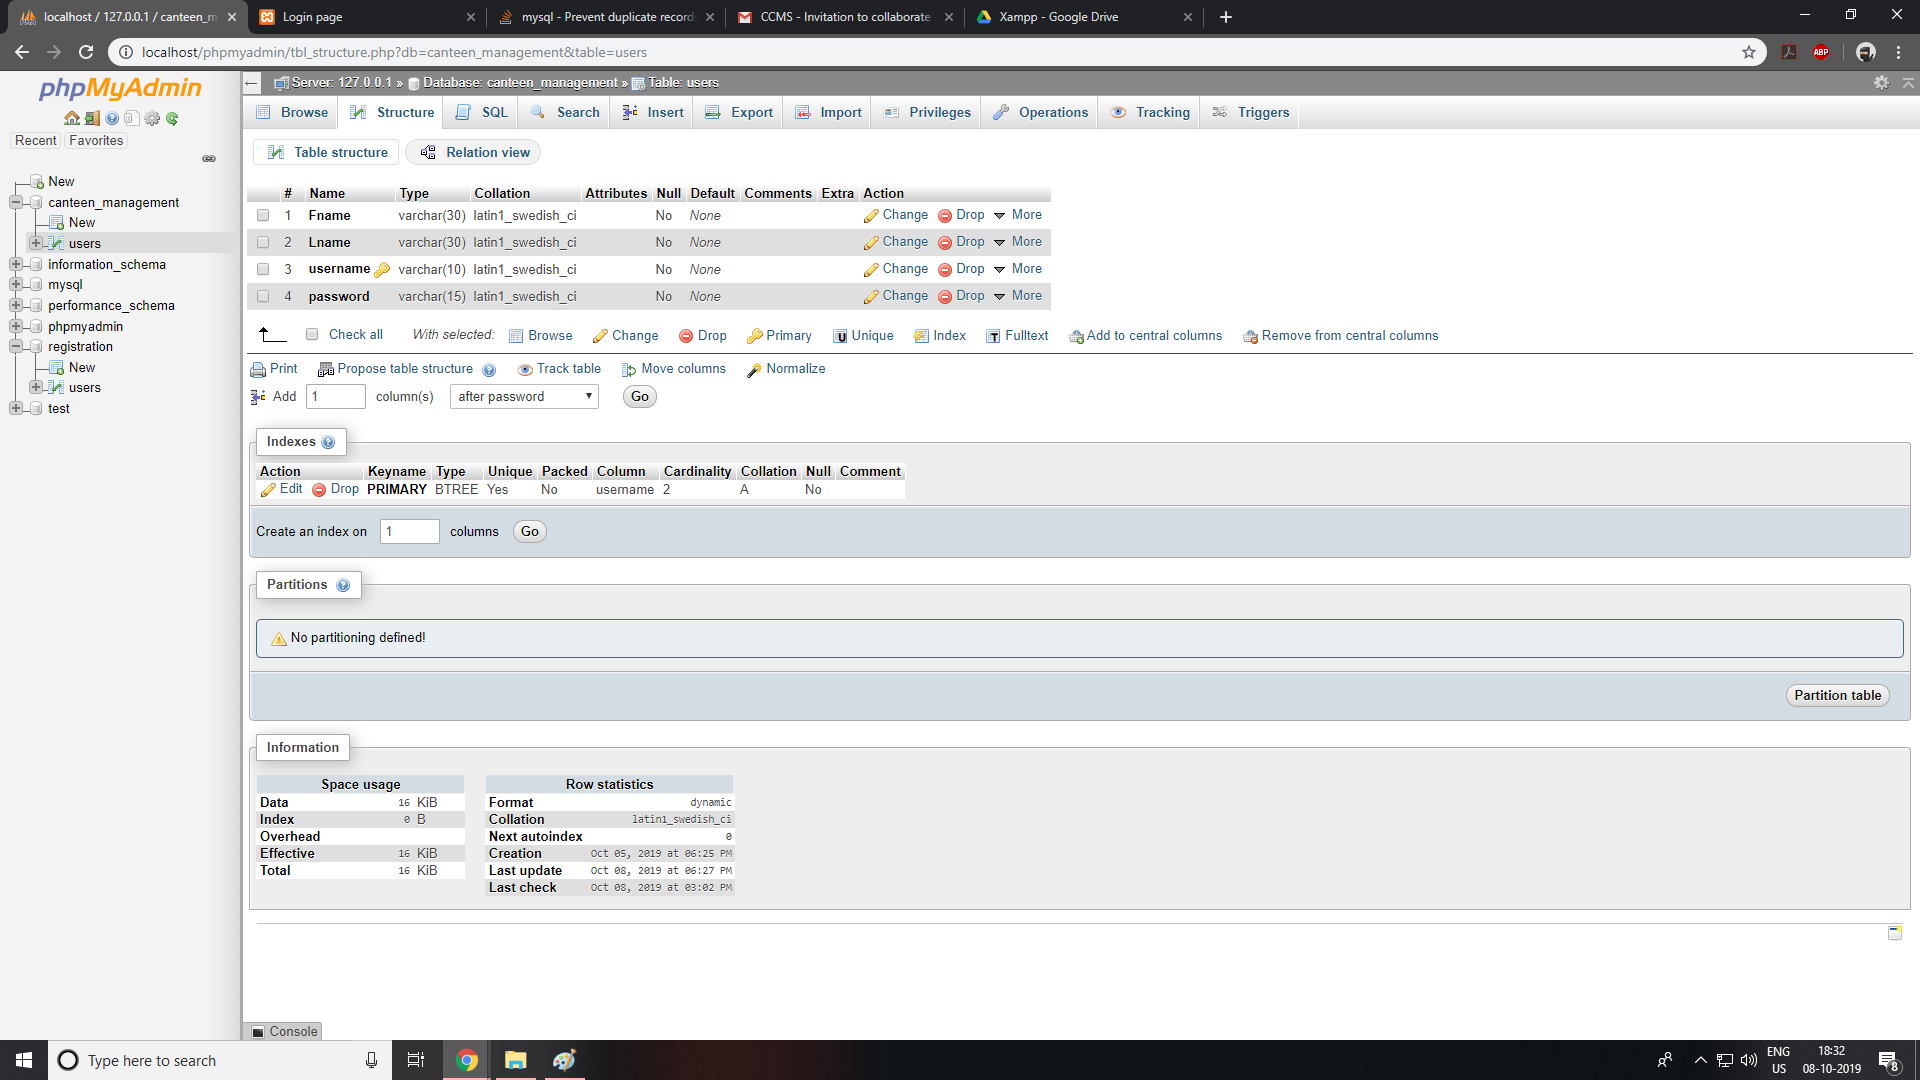 localhost / 127.0.0.1 / canteen_m
Login page
mysql - Prevent duplicate record
CCMS - Invitation to collaborate
Xampp - Google Drive
localhost/phpmyadmin/tbl_structure.php?db=canteen_management&table=users
ABP
phpMyAdmin
Recent Favorites
New
canteen_management
New
users
information_schema
mysql
performance_schema
phpmyadmin
registration
New
users
test
Server: 127.0.0.1 » Database: canteen_management » Table: users
Browse Structure SQL Search Insert Export Import Privileges Operations Tracking Triggers
Table structure Relation view
# Name Type Collation Attributes Null Default Comments Extra Action
1 Fname varchar(30) latin1_swedish_ci No None Change Drop More
2 Lname varchar(30) latin1_swedish_ci No None Change Drop More
3 username varchar(10) latin1_swedish_ci No None Change Drop More
4 password varchar(15) latin1_swedish_ci No None Change Drop More
Check all With selected: Browse Change Drop Primary Unique Index Fulltext Add to central columns Remove from central columns
Print Propose table structure Track table Move columns Normalize
Add 1 column(s) after password Go
Indexes
Action Keyname Type Unique Packed Column Cardinality Collation Null Comment
Edit Drop PRIMARY BTREE Yes No username 2 A No
Create an index on 1 columns Go
Partitions
No partitioning defined!
Partition table
Information
Space usage
Data 16 KiB
Index 0 B
Overhead
Effective 16 KiB
Total 16 KiB
Row statistics
Format dynamic
Collation latin1_swedish_ci
Next autoindex 0
Creation Oct 05, 2019 at 06:25 PM
Last update Oct 08, 2019 at 06:27 PM
Last check Oct 08, 2019 at 03:02 PM
Console
Type here to search
ENG
US
18:32
08-10-2019
8